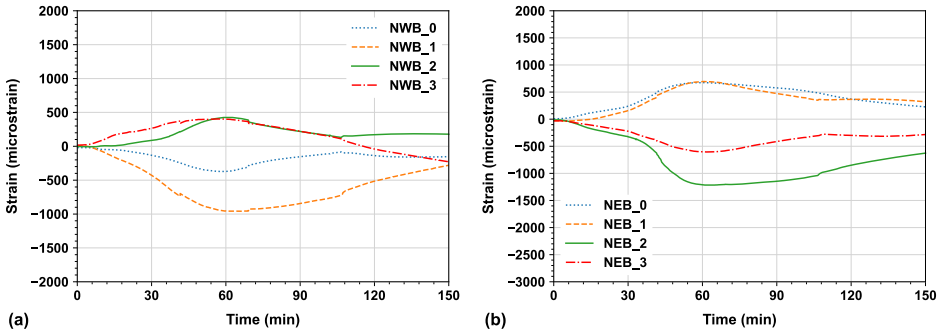 2000
1500
1000
500
0
−500
−1000
−1500
−2000
Strain (microstrain)
NWB_0
NWB_1
NWB_2
NWB_3
0 30 60 90 120 150
Time (min)
(a)
2000
1500
1000
500
0
−500
−1000
−1500
−2000
−2500
−3000
Strain (microstrain)
NEB_0
NEB_1
NEB_2
NEB_3
0 30 60 90 120 150
Time (min)
(b)